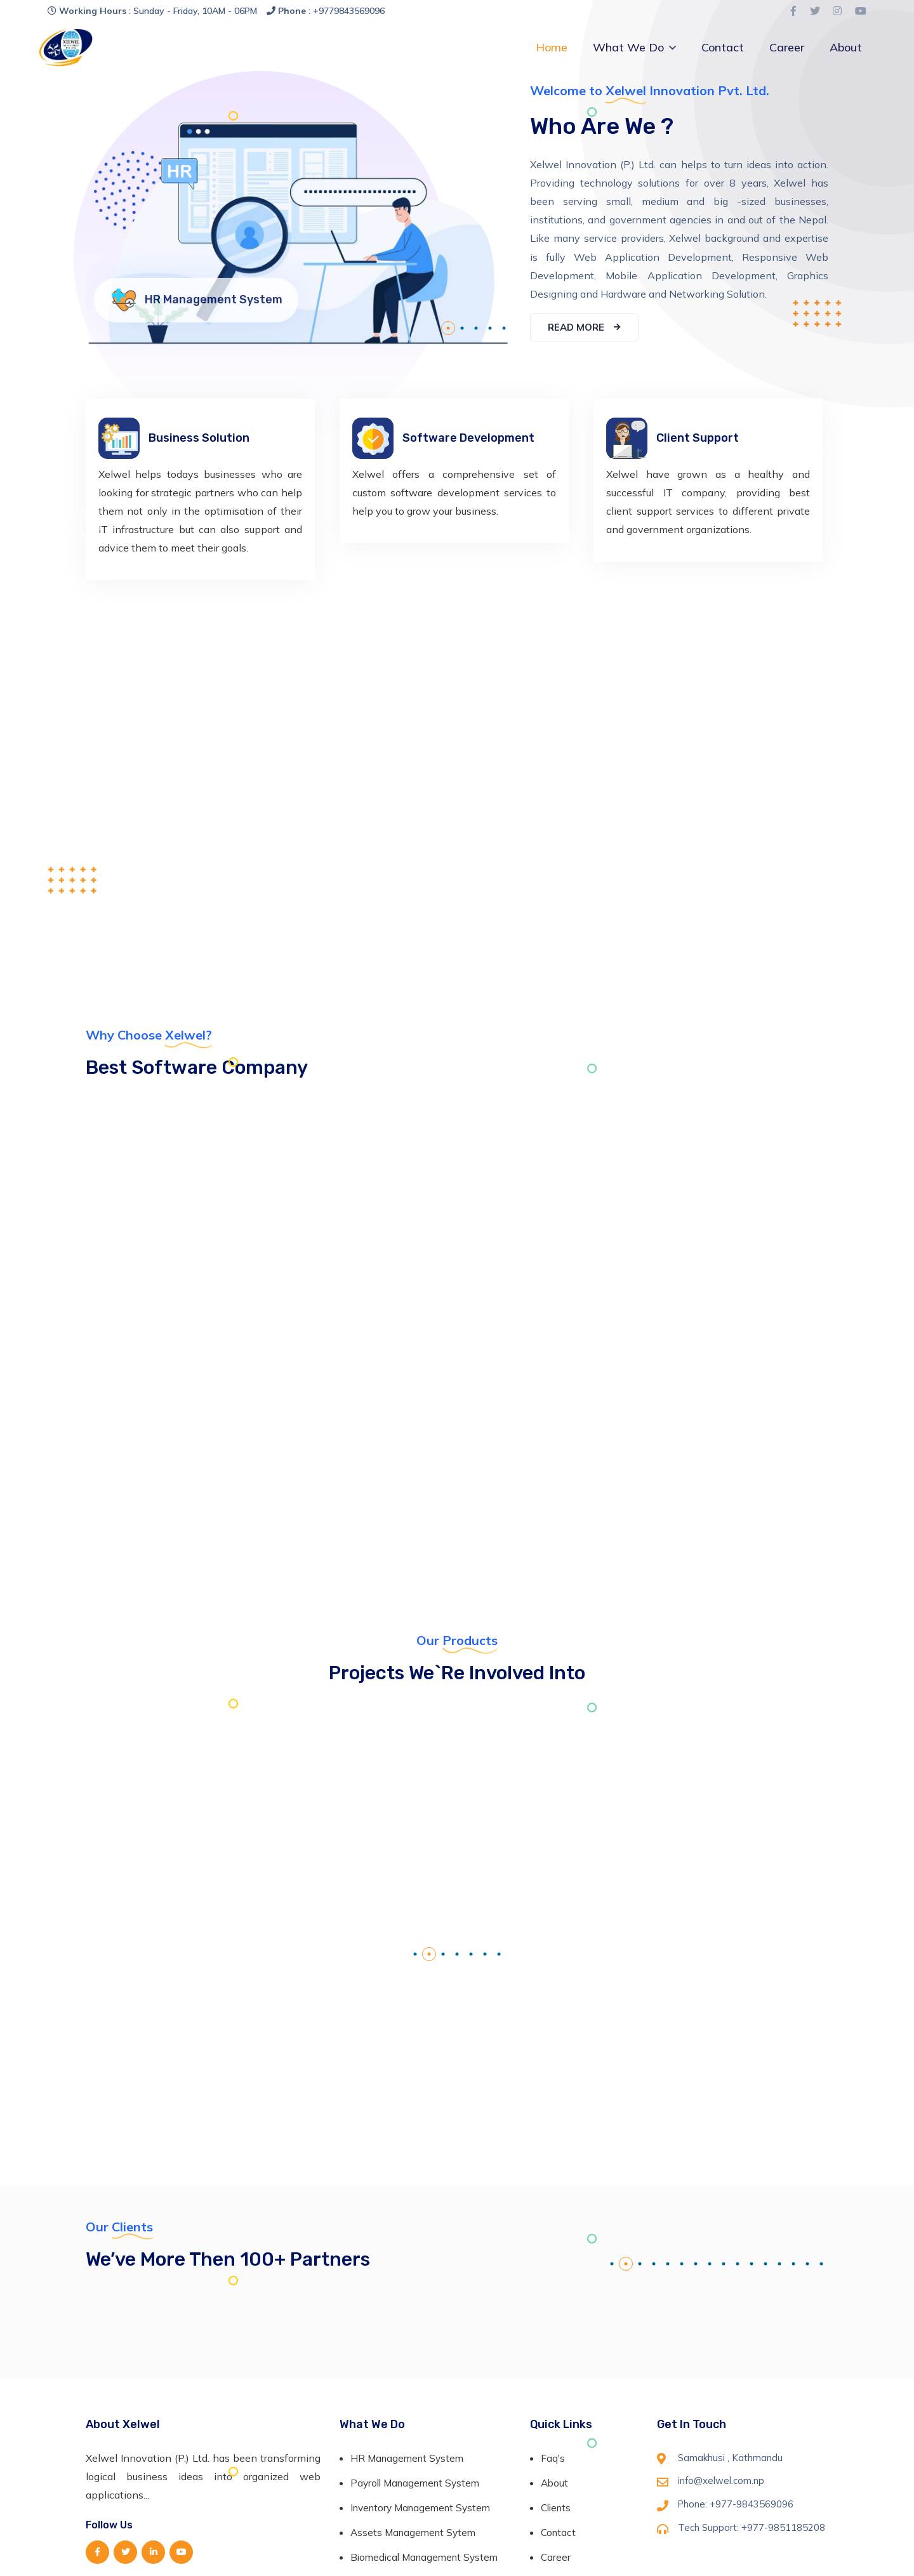 Working Hours : Sunday - Friday, 10AM - 06PM Phone : +9779843569096
XELWEL
Home What We Do Contact Career About
Welcome to Xelwel Innovation Pvt. Ltd.
Who Are We ?
Xelwel Innovation (P.) Ltd. can helps to turn ideas into action.
Providing technology solutions for over 8 years, Xelwel has
been serving small, medium and big -sized businesses,
institutions, and government agencies in and out of the Nepal.
Like many service providers, Xelwel background and expertise
is fully Web Application Development, Responsive Web
Development, Mobile Application Development, Graphics
Designing and Hardware and Networking Solution.
READ MORE
HR
HR Management System
Business Solution
Xelwel helps todays businesses who are
looking for strategic partners who can help
them not only in the optimisation of their
iT infrastructure but can also support and
advice them to meet their goals.
Software Development
Xelwel offers a comprehensive set of
custom software development services to
help you to grow your business.
Client Support
Xelwel have grown as a healthy and
successful IT company, providing best
client support services to different private
and government organizations.
Why Choose Xelwel?
Best Software Company
Our Products
Projects We`Re Involved Into
Our Clients
We’ve More Then 100+ Partners
About Xelwel
Xelwel Innovation (P.) Ltd. has been transforming
logical business ideas into organized web
applications...
Follow Us
What We Do
HR Management System
Payroll Management System
Inventory Management System
Assets Management Sytem
Biomedical Management System
Quick Links
Faq's
About
Clients
Contact
Career
Get In Touch
Samakhusi , Kathmandu
info@xelwel.com.np
Phone: +977-9843569096
Tech Support: +977-9851185208